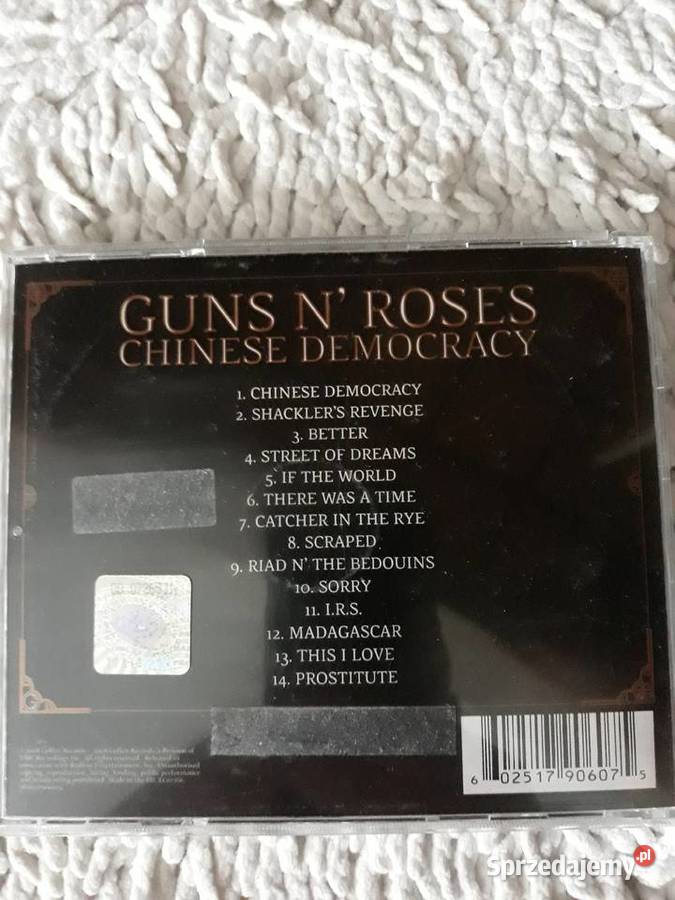 GUNS N' ROSES
CHINESE DEMOCRACY
1. CHINESE DEMOCRACY
2. SHACKLER'S REVENGE
3. BETTER
4. STREET OF DREAMS
5. IF THE WORLD
6. THERE WAS A TIME
7. CATCHER IN THE RYE
8. SCRAPED
9. RIAD N' THE BEDOUINS
10. SORRY
11. I.R.S.
12. MADAGASCAR
13. THIS I LOVE
14. PROSTITUTE
6 02517 90607 5
Sprzedajemy.pl